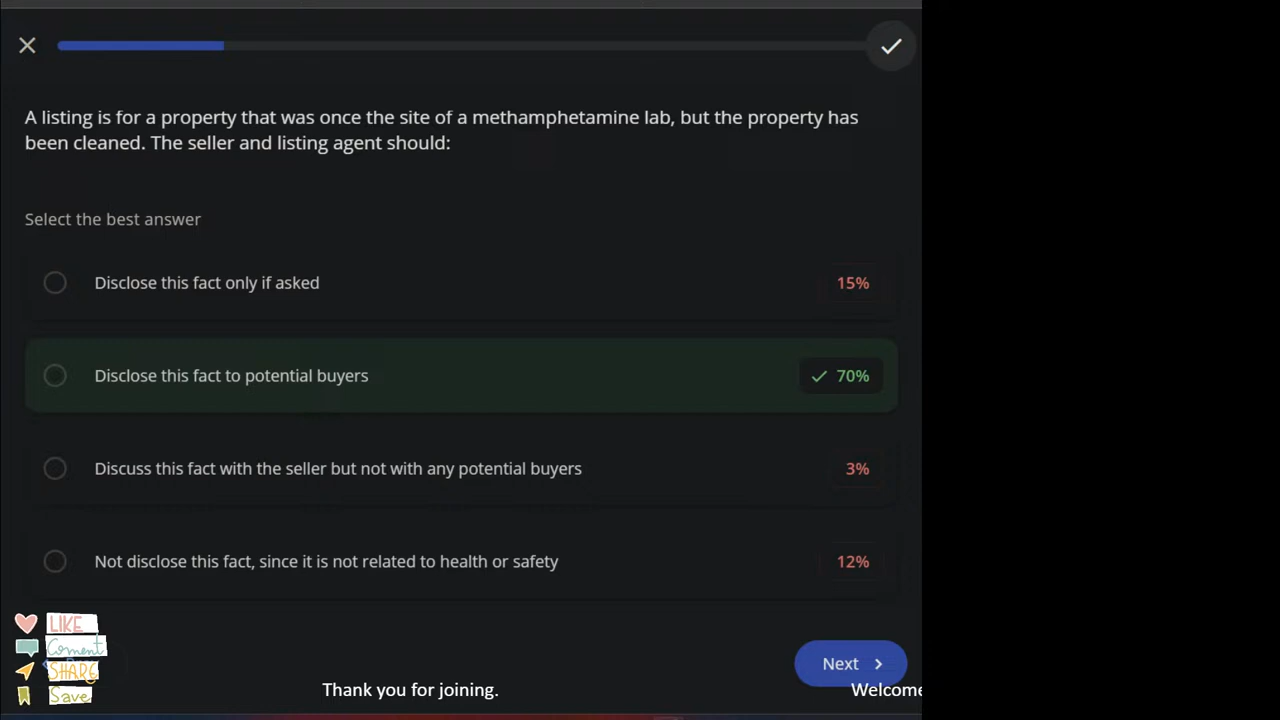 A listing is for a property that was once the site of a methamphetamine lab, but the property has
been cleaned. The seller and listing agent should:
Select the best answer
Disclose this fact only if asked
15%
Disclose this fact to potential buyers
70%
Discuss this fact with the seller but not with any potential buyers
3%
Not disclose this fact, since it is not related to health or safety
12%
LIKE
Coment
SHARE
Save
Next
Thank you for joining.
Welcome